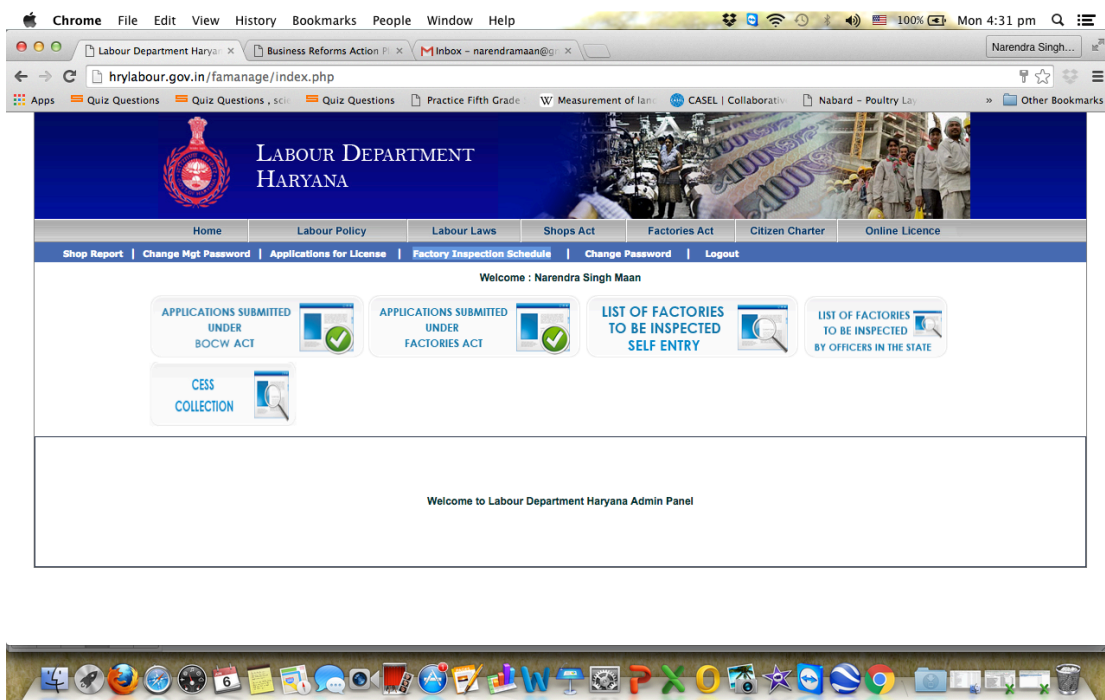 Chrome File Edit View History Bookmarks People Window Help 100% Mon 4:31 pm
Labour Department Haryan Business Reforms Action Pl Inbox – narendramaan@gm Narendra Singh...
hrylabour.gov.in/famanage/index.php
Apps Quiz Questions Quiz Questions , scie Quiz Questions Practice Fifth Grade Measurement of land CASEL | Collaborativ Nabard – Poultry Lay » Other Bookmarks
LABOUR DEPARTMENT
HARYANA
Home Labour Policy Labour Laws Shops Act Factories Act Citizen Charter Online Licence
Shop Report | Change Mgt Password | Applications for License | Factory Inspection Schedule | Change Password | Logout
Welcome : Narendra Singh Maan
APPLICATIONS SUBMITTED
UNDER
BOCW ACT
APPLICATIONS SUBMITTED
UNDER
FACTORIES ACT
LIST OF FACTORIES
TO BE INSPECTED
SELF ENTRY
LIST OF FACTORIES
TO BE INSPECTED
BY OFFICERS IN THE STATE
CESS
COLLECTION
Welcome to Labour Department Haryana Admin Panel
6